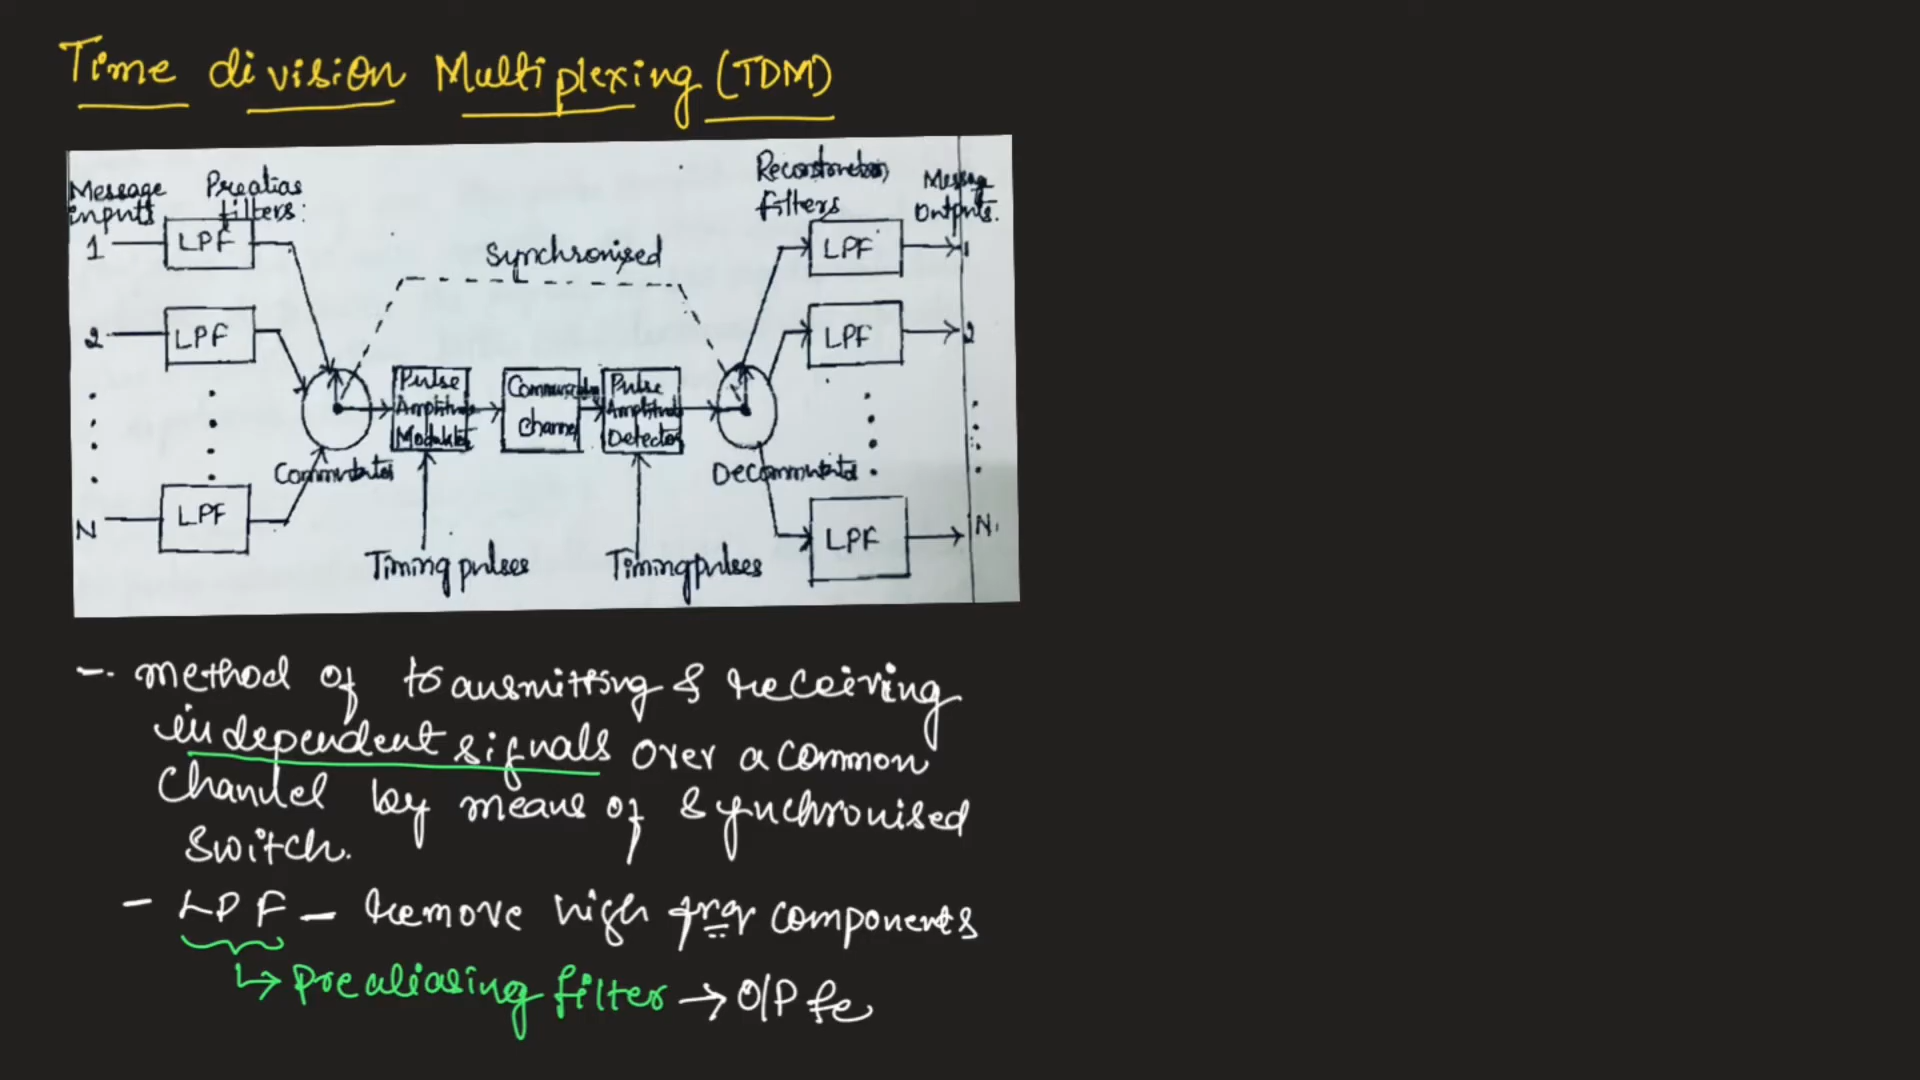 Time division Multiplexing (TDM)
Message inputs
Prealias filters:
Reconstruction filters
Message Outputs.
1
LPF
Synchronised
LPF
1
2
LPF
LPF
2
Pulse Amplitude Modulator
Communication Channel
Pulse Amplitude Detector
Commutator
Decommutator
N
LPF
LPF
N.
Timing pulses
Timing pulses
-. Method of transmitting & receiving
independent signals over a common
Channel by means of synchronised
Switch.
- LPF - Remove high frqr components
↳ Prealiasing filter → O/P fe